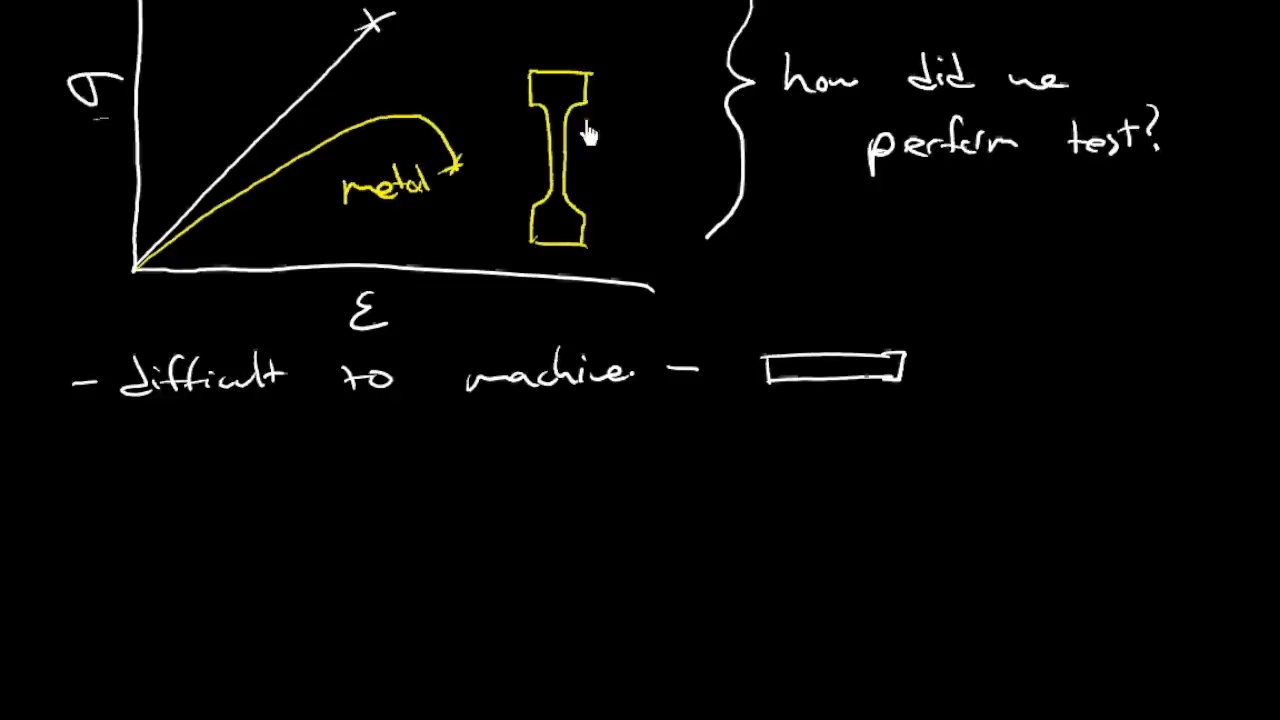 σ
how did we
perform test?
metal
ε
- difficult to machine. -